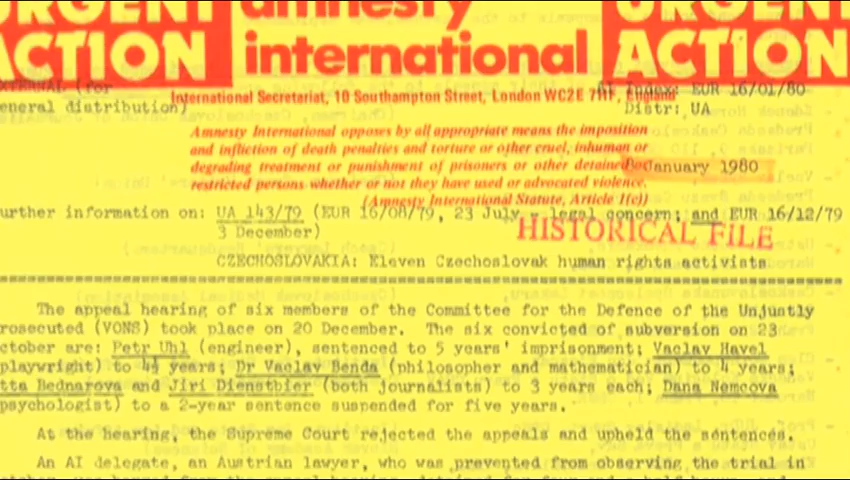 URGENT
ACTION
amnesty
international
URGENT
ACTION
EXTERNAL (for
general distribution)
AI Index: EUR 16/01/80
Distr: UA
International Secretariat, 10 Southampton Street, London WC2E 7HF, England
Amnesty International opposes by all appropriate means the imposition
and infliction of death penalties and torture or other cruel, inhuman or
degrading treatment or punishment of prisoners or other detained or
restricted persons whether or not they have used or advocated violence.
(Amnesty International Statute, Article 1(c))
January 1980
urther information on: UA 143/79 (EUR 16/08/79, 23 July - legal concern; and EUR 16/12/79
3 December)
HISTORICAL FILE
CZECHOSLOVAKIA: Eleven Czechoslovak human rights activists
The appeal hearing of six members of the Committee for the Defence of the Unjustly
rosecuted (VONS) took place on 20 December. The six convicted of subversion on 23
ctober are: Petr Uhl (engineer), sentenced to 5 years' imprisonment; Vaclav Havel
playwright) to 4½ years; Dr Vaclav Benda (philosopher and mathematician) to 4 years;
tta Bednarova and Jiri Dienstbier (both journalists) to 3 years each; Dana Nemcova
psychologist) to a 2-year sentence suspended for five years.
At the hearing, the Supreme Court rejected the appeals and upheld the sentences.
An AI delegate, an Austrian lawyer, who was prevented from observing the trial in